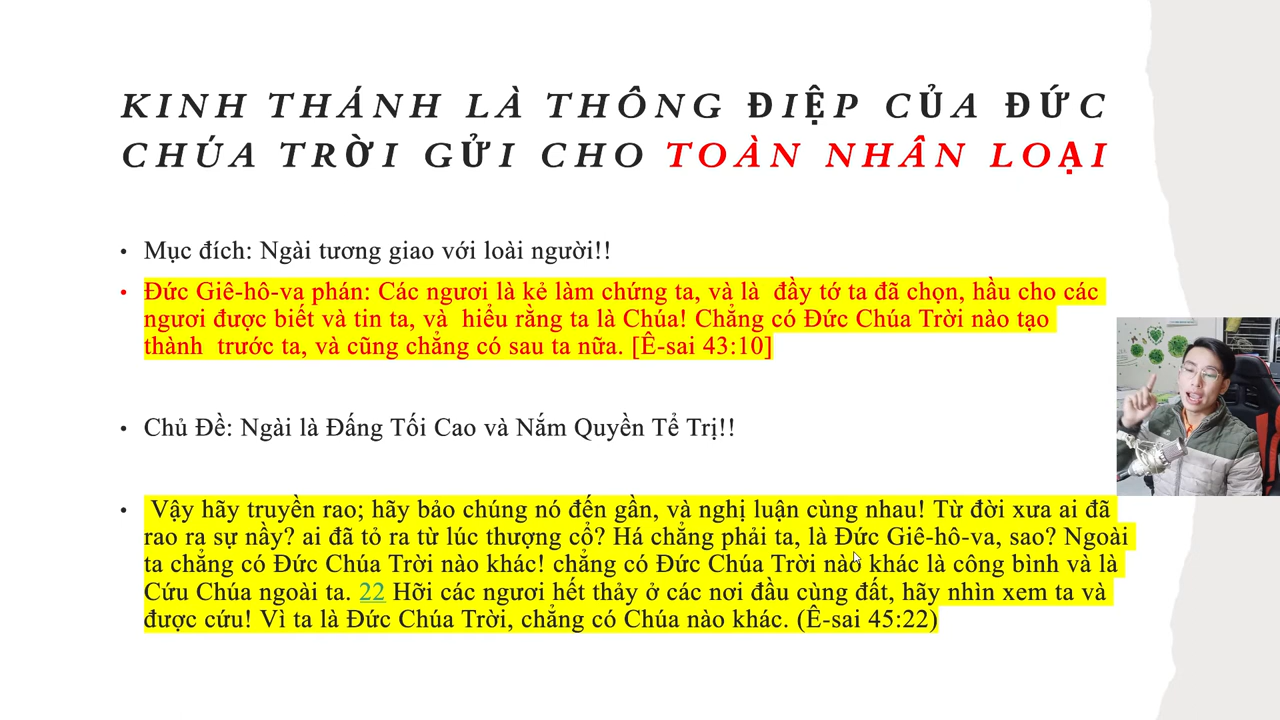 KINH THÁNH LÀ THÔNG ĐIỆP CỦA ĐỨC
CHÚA TRỜI GỬI CHO TOÀN NHÂN LOẠI
• Mục đích: Ngài tương giao với loài người!!
• Đức Giê-hô-va phán: Các ngươi là kẻ làm chứng ta, và là đầy tớ ta đã chọn, hầu cho các
ngươi được biết và tin ta, và hiểu rằng ta là Chúa! Chẳng có Đức Chúa Trời nào tạo
thành trước ta, và cũng chẳng có sau ta nữa. [Ê-sai 43:10]
• Chủ Đề: Ngài là Đấng Tối Cao và Nắm Quyền Tể Trị!!
• Vậy hãy truyền rao; hãy bảo chúng nó đến gần, và nghị luận cùng nhau! Từ đời xưa ai đã
rao ra sự nầy? ai đã tỏ ra từ lúc thượng cổ? Há chẳng phải ta, là Đức Giê-hô-va, sao? Ngoài
ta chẳng có Đức Chúa Trời nào khác! chẳng có Đức Chúa Trời nào khác là công bình và là
Cứu Chúa ngoài ta. 22 Hỡi các ngươi hết thảy ở các nơi đầu cùng đất, hãy nhìn xem ta và
được cứu! Vì ta là Đức Chúa Trời, chẳng có Chúa nào khác. (Ê-sai 45:22)